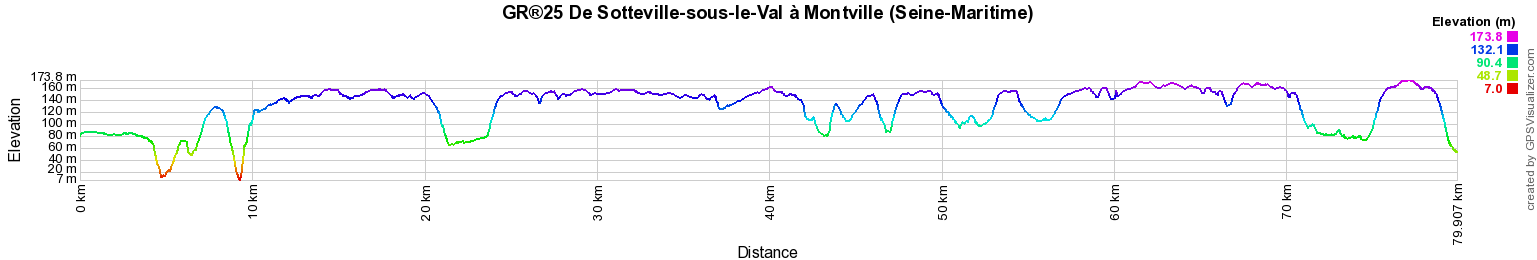 GR®25 De Sotteville-sous-le-Val à Montville (Seine-Maritime)
Elevation (m)
173.8
132.1
90.4
48.7
7.0
Elevation
173.8 m
160 m
140 m
120 m
100 m
80 m
60 m
40 m
20 m
7 m
0 km
10 km
20 km
30 km
40 km
50 km
60 km
70 km
79.907 km
Distance
created by GPSVisualizer.com